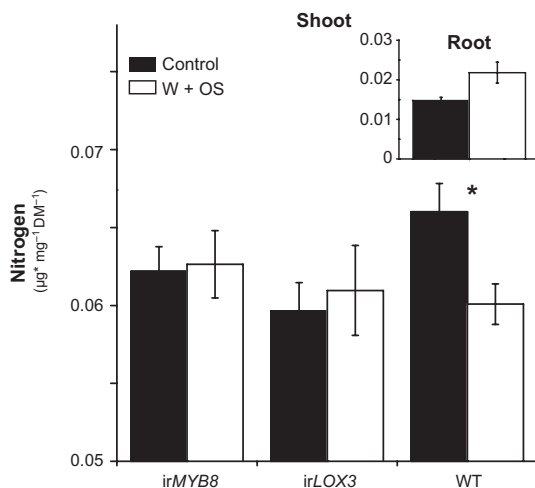 Shoot
Control
W + OS
Root
0.03
0.02
0.01
0
0.07
0.06
0.05
Nitrogen
(µg* mg⁻¹ DM⁻¹)
*
irMYB8
irLOX3
WT